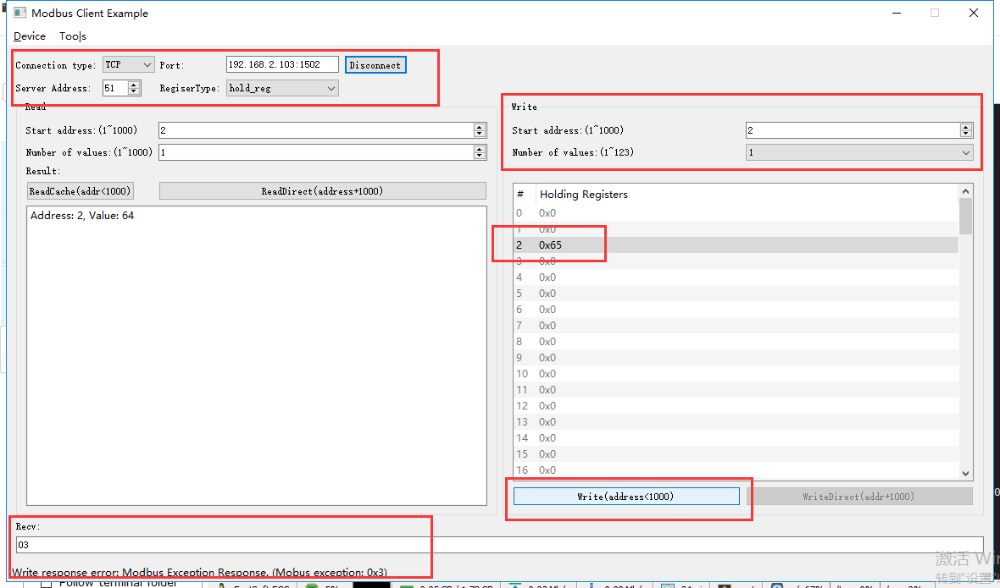 Modbus Client Example
Device Tools
Connection type: TCP Port: 192.168.2.103:1502 Disconnect
Server Address: 51 RegiserType: hold_reg
Read
Start address:(1~1000) 2
Number of values:(1~1000) 1
Result:
ReadCache(addr<1000) ReadDirect(address+1000)
Address: 2, Value: 64
Write
Start address:(1~1000) 2
Number of values:(1~123) 1
# Holding Registers
0 0x0
1 0x0
2 0x65
3 0x0
4 0x0
5 0x0
6 0x0
7 0x0
8 0x0
9 0x0
10 0x0
11 0x0
12 0x0
13 0x0
14 0x0
15 0x0
16 0x0
Write(address<1000) WriteDirect(addr+1000)
Recv:
03
Write response error: Modbus Exception Response. (Mobus exception: 0x3)
激活 Win
转到"设置"
Follow terminal folder